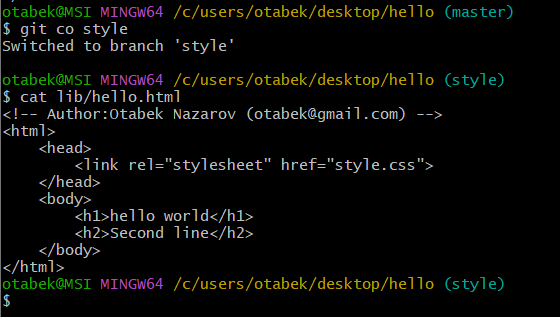 otabek@MSI MINGW64 /c/users/otabek/desktop/hello (master)
$ git co style
Switched to branch 'style'

otabek@MSI MINGW64 /c/users/otabek/desktop/hello (style)
$ cat lib/hello.html
<!-- Author:Otabek Nazarov (otabek@gmail.com) -->
<html>
    <head>
        <link rel="stylesheet" href="style.css">
    </head>
    <body>
        <h1>hello world</h1>
        <h2>Second line</h2>
    </body>
</html>
otabek@MSI MINGW64 /c/users/otabek/desktop/hello (style)
$